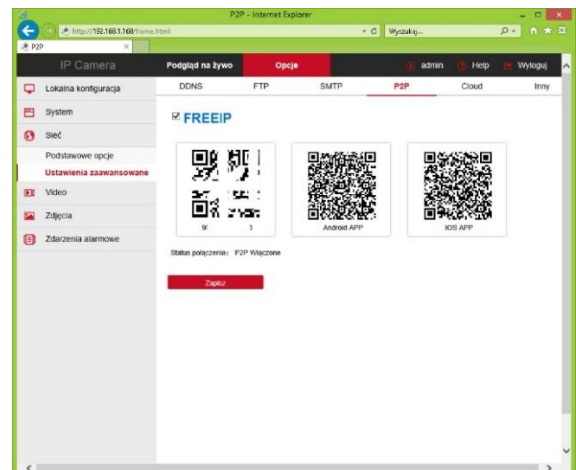 P2P - Internet Explorer
http://192.168.1.168/frame.html
Wyszukaj...
P2P
IP Camera
Podgląd na żywo
Opcje
admin
Help
Wyloguj
Lokalna konfiguracja
System
Sieć
Podstawowe opcje
Ustawienia zaawansowane
Video
Zdjęcia
Zdarzenia alarmowe
DDNS
FTP
SMTP
P2P
Cloud
Inny
FREEIP
Android APP
IOS APP
Status połączenia: P2P Włączone
Zapisz